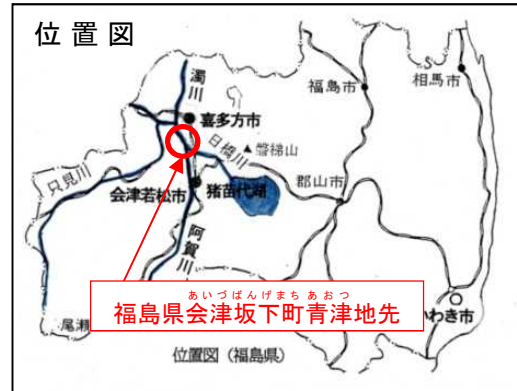 位置図
濁川
喜多方市
福島市
相馬市
日橋川
磐梯山
只見川
会津若松市
猪苗代湖
郡山市
阿賀川
あいづばんげまち あおつ
福島県会津坂下町青津地先
尾瀬
わき市
位置図（福島県）